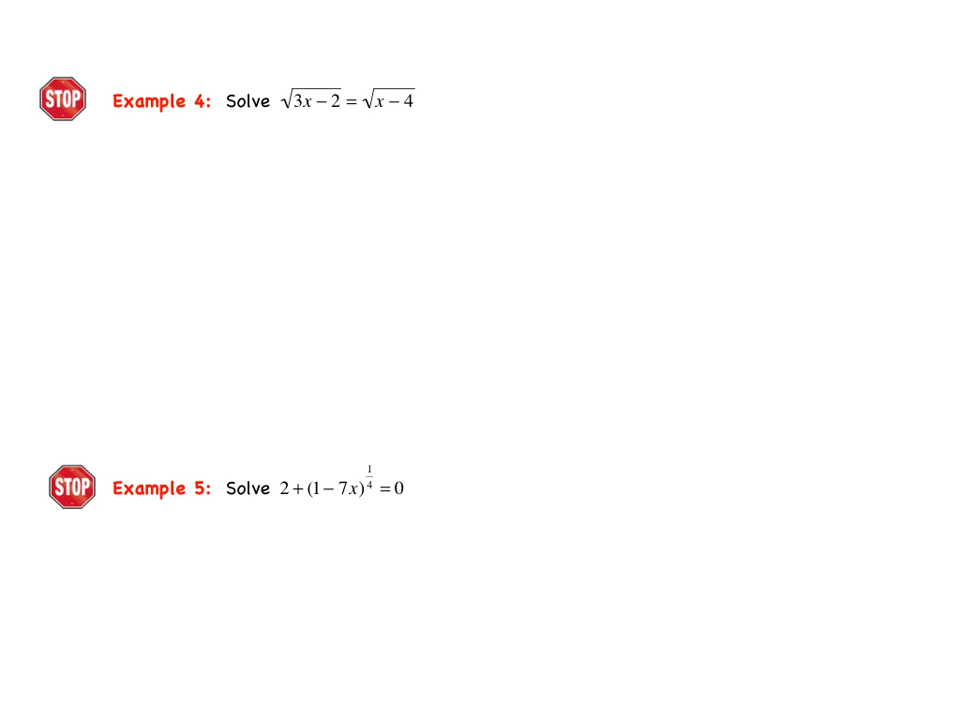 STOP Example 4: Solve √(3x − 2) = √(x − 4)
STOP Example 5: Solve 2 + (1 − 7x)^(1/4) = 0